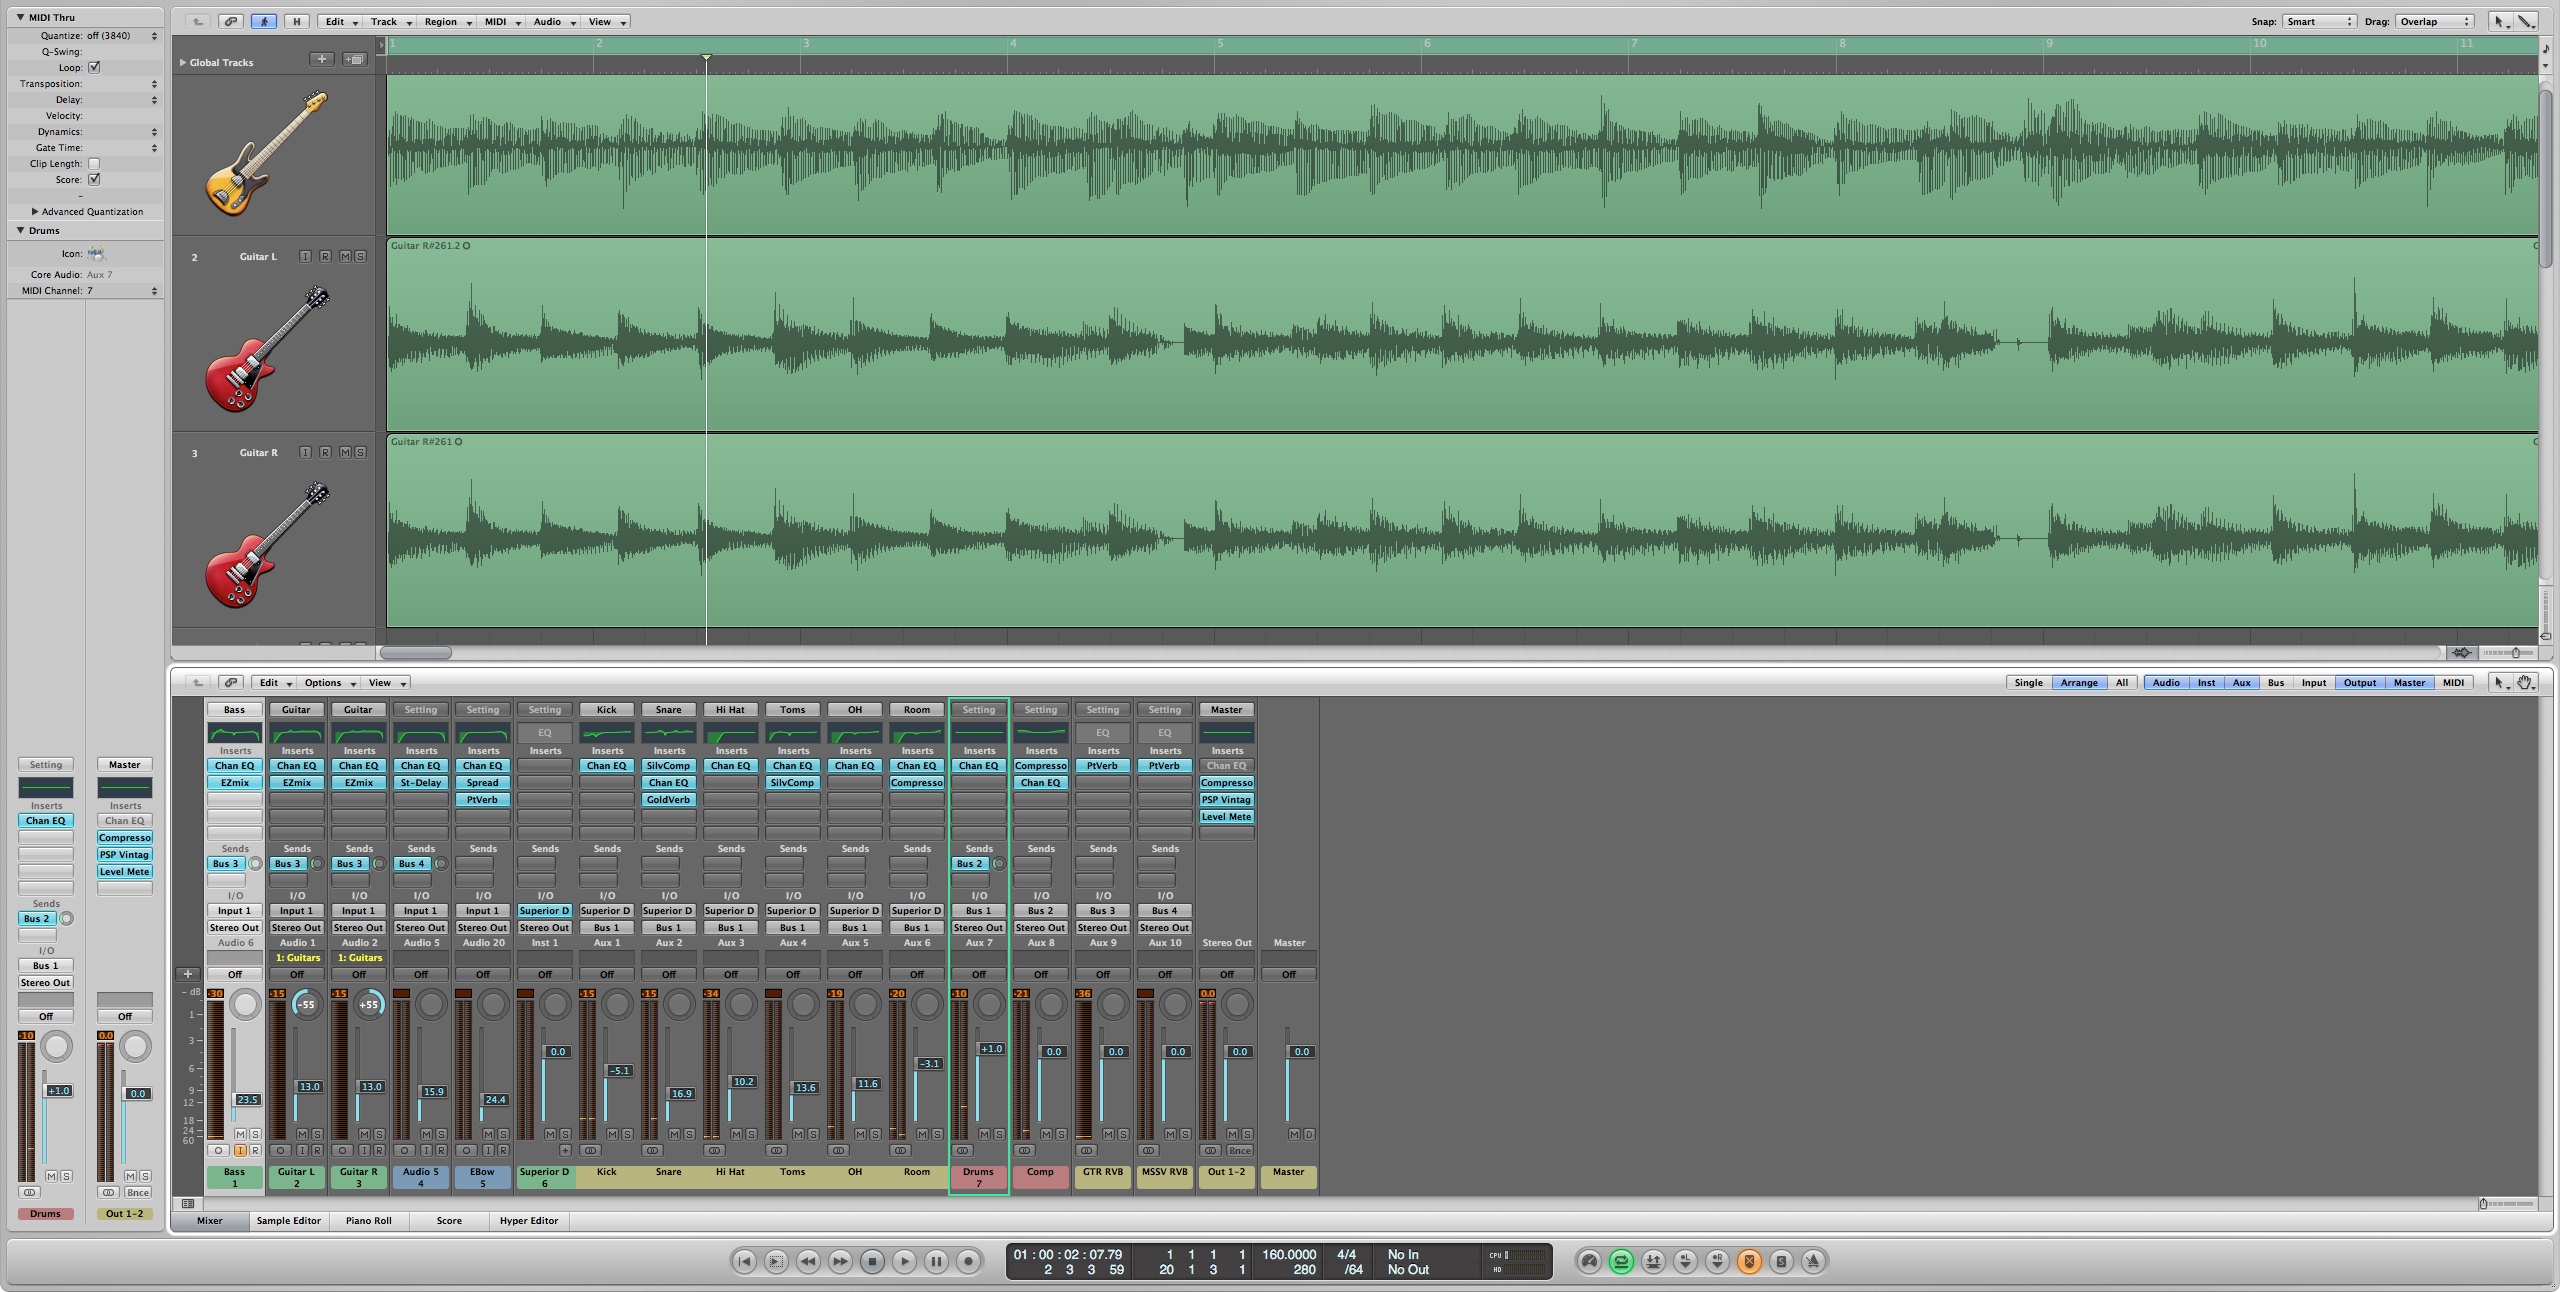 MIDI Thru
Quantize: off (3840)
Q-Swing:
Loop:
Transposition:
Delay:
Velocity:
Dynamics:
Gate Time:
Clip Length:
Score:
Advanced Quantization
Drums
Icon:
Core Audio: Aux 7
MIDI Channel: 7
H Edit Track Region MIDI Audio View Snap: Smart Drag: Overlap
Global Tracks
1 2 3 4 5 6 7 8 9 10 11
2 Guitar L I R M S
Guitar R#261.2
3 Guitar R I R M S
Guitar R#261
Edit Options View Single Arrange All Audio Inst Aux Bus Input Output Master MIDI
Bass Guitar Guitar Setting Setting Setting Kick Snare Hi Hat Toms OH Room Setting Setting Setting Setting Master
EQ EQ EQ
Inserts Inserts Inserts Inserts Inserts Inserts Inserts Inserts Inserts Inserts Inserts Inserts Inserts Inserts Inserts Inserts Inserts
Chan EQ Chan EQ Chan EQ Chan EQ Chan EQ Chan EQ SilvComp Chan EQ Chan EQ Chan EQ Chan EQ Chan EQ Compresso PtVerb PtVerb Chan EQ
EZmix EZmix EZmix St-Delay Spread Chan EQ SilvComp Compresso Chan EQ Compresso
PtVerb GoldVerb PSP Vintag
Level Mete
Sends Sends Sends Sends Sends Sends Sends Sends Sends Sends Sends Sends Sends Sends Sends Sends
Bus 3 Bus 3 Bus 3 Bus 4 Bus 2
I/O I/O I/O I/O I/O I/O I/O I/O I/O I/O I/O I/O I/O I/O I/O I/O
Input 1 Input 1 Input 1 Input 1 Input 1 Superior D Superior D Superior D Superior D Superior D Superior D Superior D Bus 1 Bus 2 Bus 3 Bus 4
Stereo Out Stereo Out Stereo Out Stereo Out Stereo Out Stereo Out Bus 1 Bus 1 Bus 1 Bus 1 Bus 1 Bus 1 Stereo Out Stereo Out Stereo Out Stereo Out
Audio 6 Audio 1 Audio 2 Audio 5 Audio 20 Inst 1 Aux 1 Aux 2 Aux 3 Aux 4 Aux 5 Aux 6 Aux 7 Aux 8 Aux 9 Aux 10 Stereo Out Master
1: Guitars 1: Guitars
Off Off Off Off Off Off Off Off Off Off Off Off Off Off Off Off Off Off
dB
-30 -15 -15 -15 -15 -34 -19 -20 -10 -21 -36 0.0
-55 +55
1
3
6
9
12
18
24
60
23.5 13.0 13.0 15.9 24.4 0.0 -5.1 16.9 10.2 13.6 11.6 -3.1 +1.0 0.0 0.0 0.0 0.0 0.0
M S M S M S M S M S M S M S M S M S M S M S M S M S M S M S M S M S M D
I R I R I R I R I R Bnce
Bass Guitar L Guitar R Audio 5 EBow Superior D Kick Snare Hi Hat Toms OH Room Drums Comp GTR RVB MSSV RVB Out 1-2 Master
1 2 3 4 5 6 7
Setting Master
Inserts Inserts
Chan EQ Chan EQ
Compresso
PSP Vintag
Level Mete
Sends
Bus 2
I/O
Bus 1
Stereo Out
Off Off
-10 0.0
+1.0 0.0
M S M S
Bnce
Drums Out 1-2
Mixer Sample Editor Piano Roll Score Hyper Editor
01 : 00 : 02 : 07.79 1 1 1 1 160.0000 4/4 No In CPU
2 3 3 59 20 1 3 1 280 /64 No Out HD